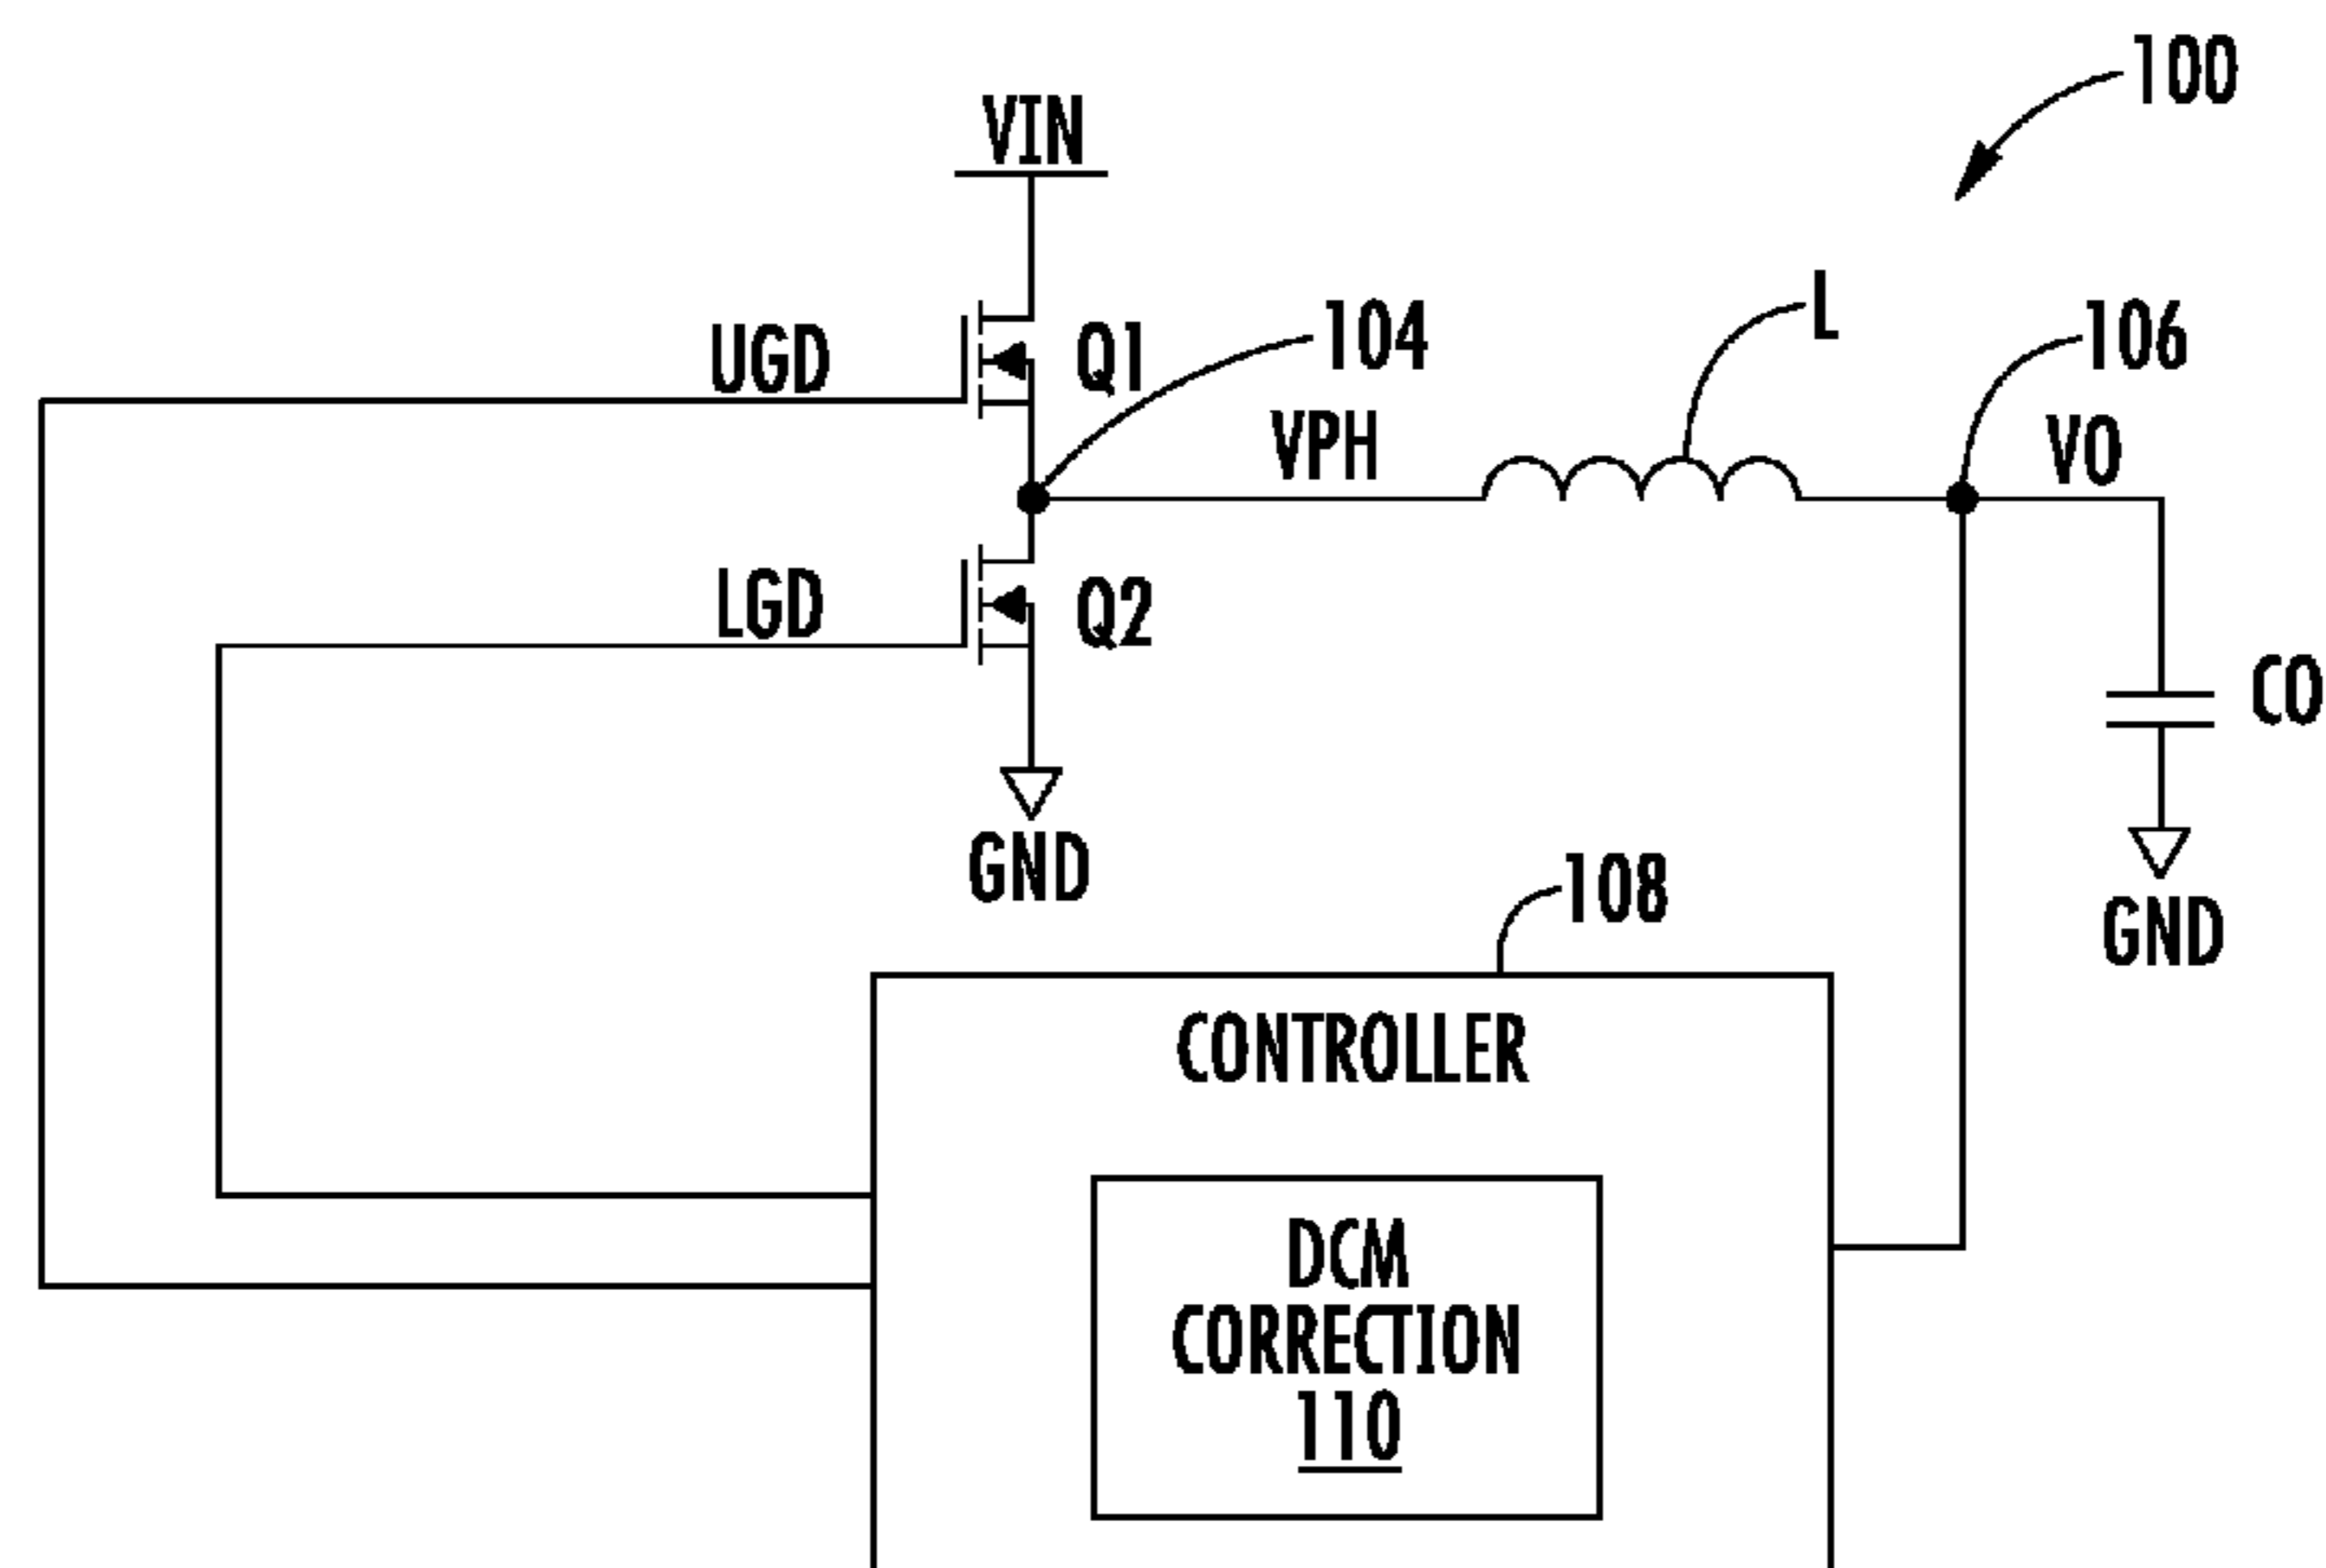 100
VIN
UGD
Q1
104
L
106
VPH
VO
LGD
Q2
CO
GND
108
GND
CONTROLLER
DCM
CORRECTION
110